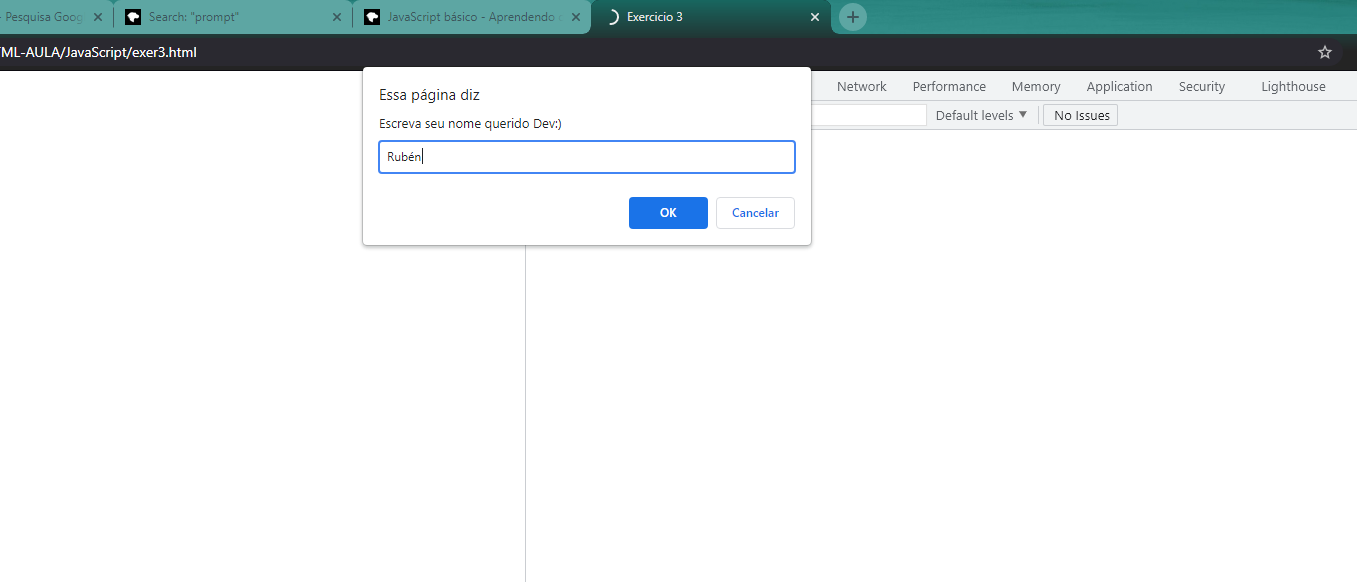 - Pesquisa Goog
Search: "prompt"
JavaScript básico - Aprendendo
Exercicio 3
TML-AULA/JavaScript/exer3.html
Essa página diz
Escreva seu nome querido Dev:)
Rubén
OK
Cancelar
Network
Performance
Memory
Application
Security
Lighthouse
Default levels ▼
No Issues